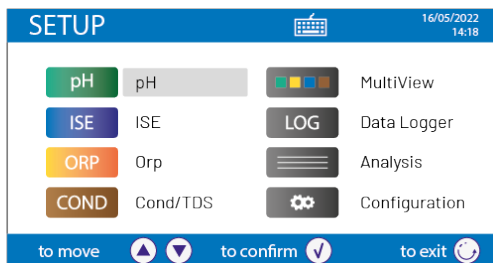 SETUP
16/05/2022
14:18
pH pH
MultiView
ISE ISE
LOG Data Logger
ORP Orp
Analysis
COND Cond/TDS
Configuration
to move to confirm to exit